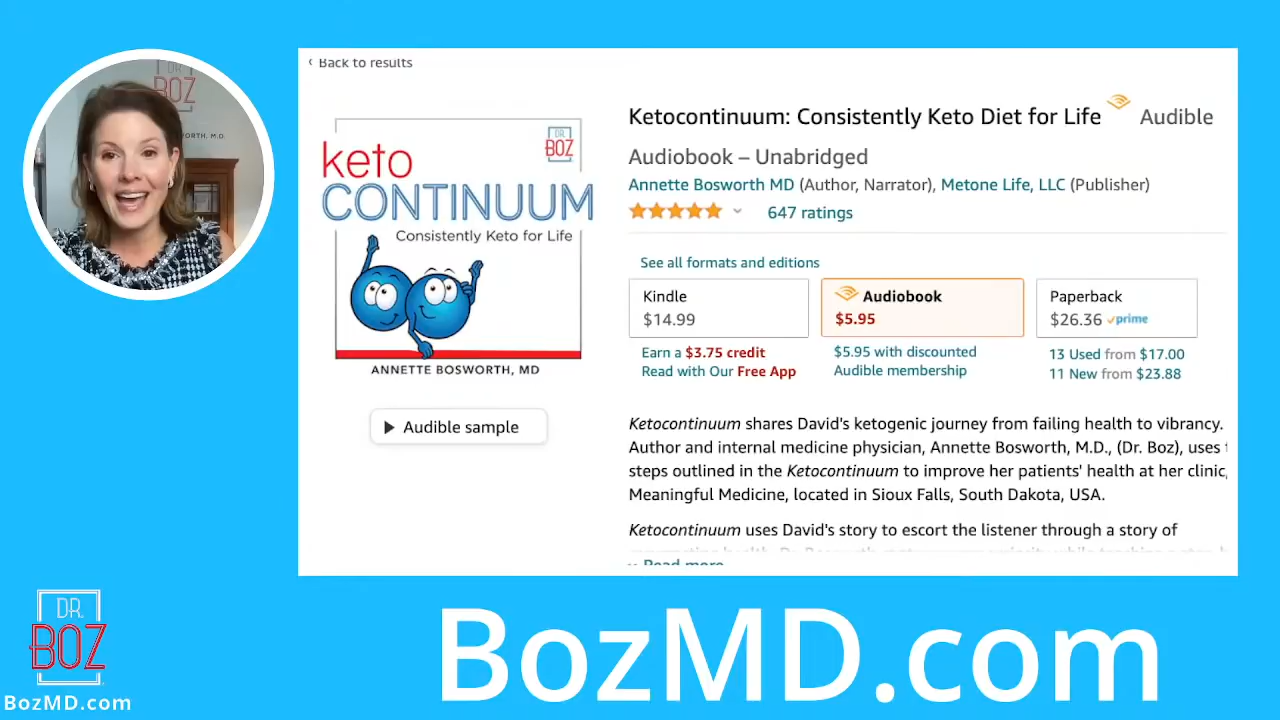 DR.
BOZ
ORTH, M.D.
‹ Back to results
keto
CONTINUUM
Consistently Keto for Life
DR.
BOZ
ANNETTE BOSWORTH, MD
Audible sample
Ketocontinuum: Consistently Keto Diet for Life Audible
Audiobook – Unabridged
Annette Bosworth MD (Author, Narrator), Metone Life, LLC (Publisher)
647 ratings
See all formats and editions
Kindle
$14.99
Earn a $3.75 credit
Read with Our Free App
Audiobook
$5.95
$5.95 with discounted
Audible membership
Paperback
$26.36 prime
13 Used from $17.00
11 New from $23.88
Ketocontinuum shares David's ketogenic journey from failing health to vibrancy.
Author and internal medicine physician, Annette Bosworth, M.D., (Dr. Boz), uses
steps outlined in the Ketocontinuum to improve her patients' health at her clinic,
Meaningful Medicine, located in Sioux Falls, South Dakota, USA.
Ketocontinuum uses David's story to escort the listener through a story of
Read more
DR.
BOZ
BozMD.com
BozMD.com